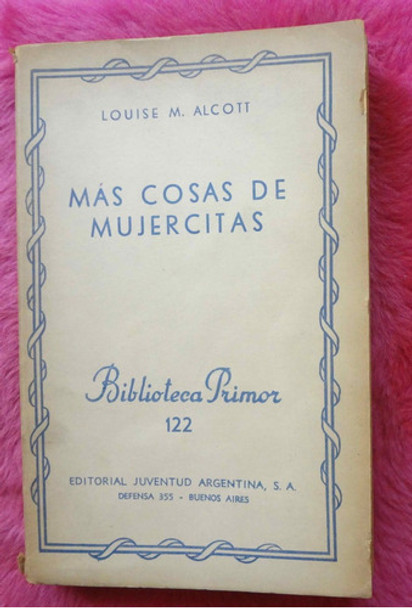 LOUISE M. ALCOTT
MÁS COSAS DE
MUJERCITAS
Biblioteca Primor
122
EDITORIAL JUVENTUD ARGENTINA, S. A.
DEFENSA 355 - BUENOS AIRES